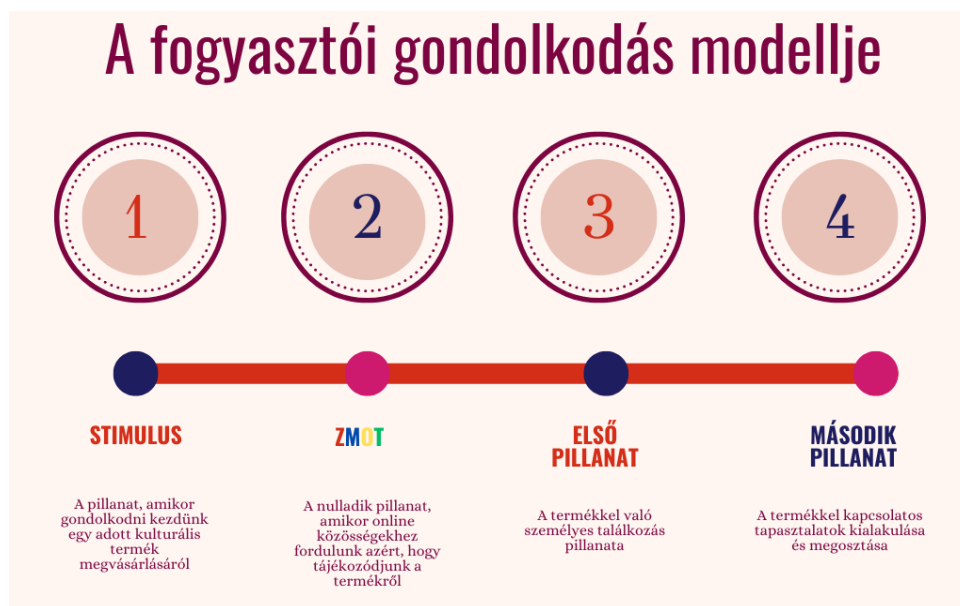 A fogyasztói gondolkodás modellje
1
2
3
4
STIMULUS
ZMOT
ELSŐ
PILLANAT
MÁSODIK
PILLANAT
A pillanat, amikor
gondolkodni kezdünk
egy adott kulturális
termék
megvásárlásáról
A nulladik pillanat,
amikor online
közösségekhez
fordulunk azért, hogy
tájékozódjunk a
termékről
A termékkel való
személyes találkozás
pillanata
A termékkel kapcsolatos
tapasztalatok kialakulása
és megosztása